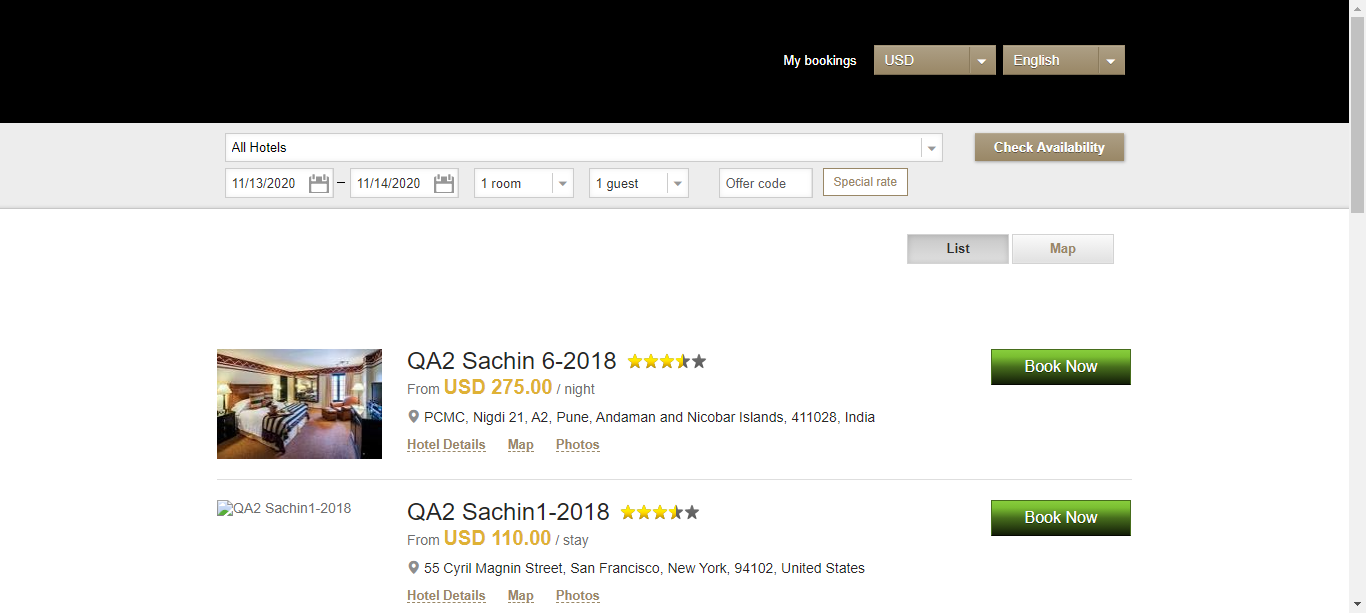 My bookings USD English
All Hotels Check Availability
11/13/2020 – 11/14/2020 1 room 1 guest Offer code Special rate
List Map
QA2 Sachin 6-2018 Book Now
From USD 275.00 / night
PCMC, Nigdi 21, A2, Pune, Andaman and Nicobar Islands, 411028, India
Hotel Details Map Photos
QA2 Sachin1-2018 QA2 Sachin1-2018 Book Now
From USD 110.00 / stay
55 Cyril Magnin Street, San Francisco, New York, 94102, United States
Hotel Details Map Photos